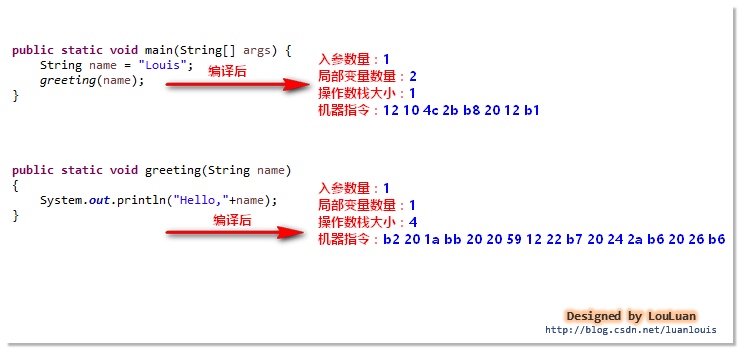 public static void main(String[] args) {
String name = "Louis";
greeting(name);
}
编译后
入参数量：1
局部变量数量：2
操作数栈大小：1
机器指令：12 10 4c 2b b8 20 12 b1
public static void greeting(String name)
{
System.out.println("Hello,"+name);
}
编译后
入参数量：1
局部变量数量：1
操作数栈大小：4
机器指令：b2 20 1a bb 20 20 59 12 22 b7 20 24 2a b6 20 26 b6
Designed by LouLuan
http://blog.csdn.net/luanlouis